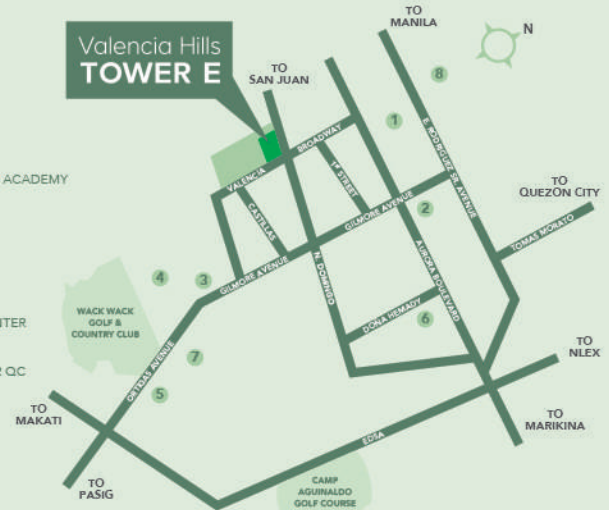 Valencia Hills
TOWER E
TO
SAN JUAN
TO
MANILA
N
8
1
BROADWAY
E. RODRIGUEZ SR. AVENUE
ACADEMY
VALENCIA
1ST STREET
TO
QUEZON CITY
CASTELAS
GILMORE AVENUE
2
TOMAS MORATO
N. DOMINGO
AURORA BOULEVARD
4
3
GILMORE AVENUE
WACK WACK
GOLF &
COUNTRY CLUB
NTER
DONA HEMADY
6
ORTIGAS AVENUE
7
TO
NLEX
QC
5
TO
MAKATI
TO
MARIKINA
EDSA
TO
PASIG
CAMP
AGUINALDO
GOLF COURSE